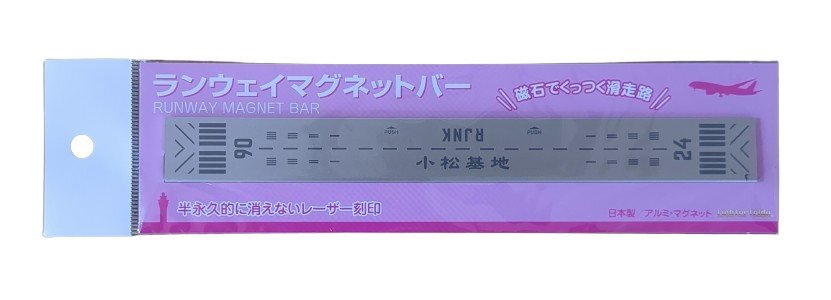 ランウェイマグネットバー
RUNWAY MAGNET BAR
磁石でくっつく滑走路
PUSH
RJNK
PUSH
06
24
小松基地
半永久的に消えないレーザー刻印
日本製 アルミ・マグネット